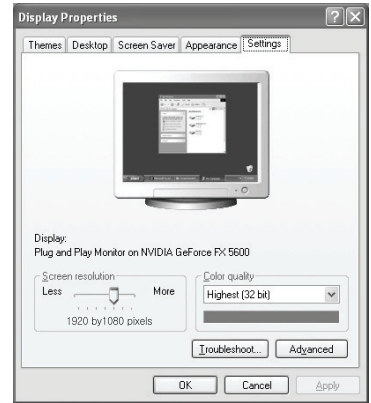 Display Properties
Themes Desktop Screen Saver Appearance Settings
Display:
Plug and Play Monitor on NVIDIA GeForce FX 5600
Screen resolution
Less More
1920 by1080 pixels
Color quality
Highest (32 bit)
Troubleshoot... Advanced
OK Cancel Apply